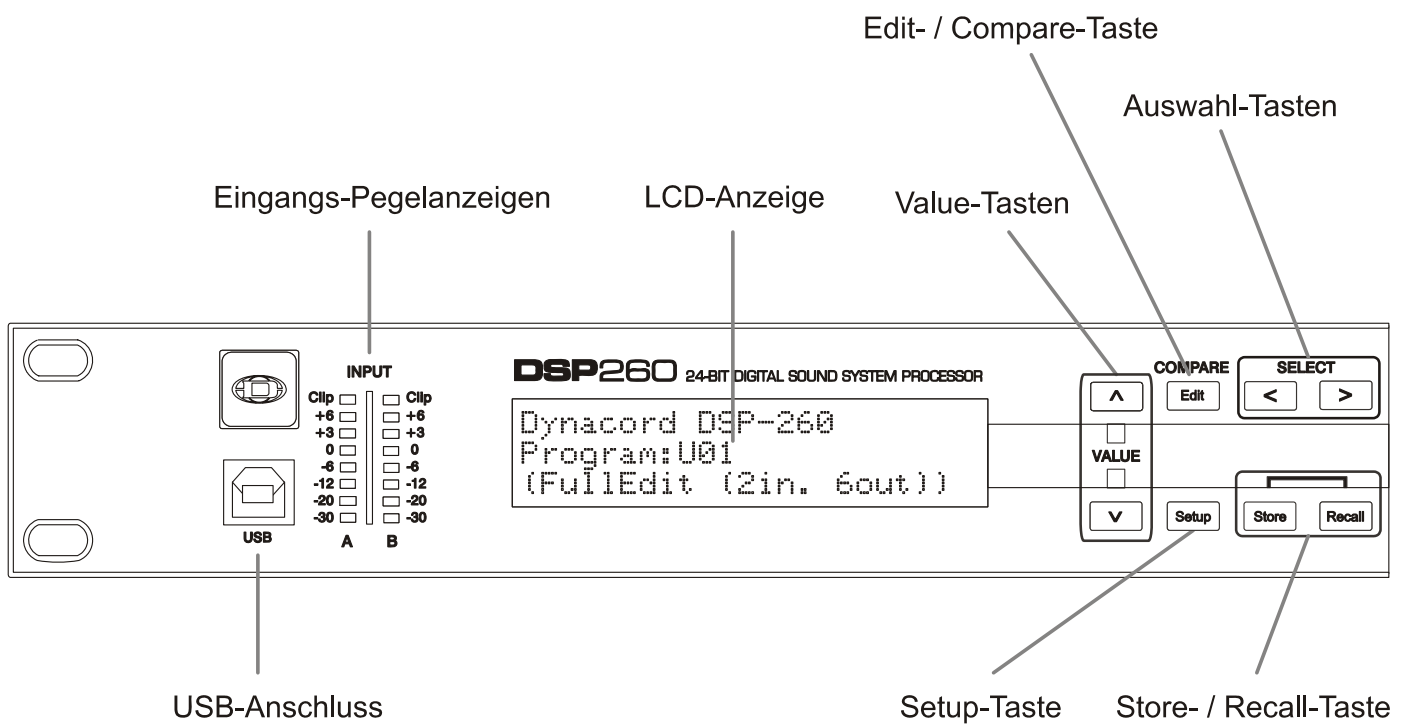 Edit- / Compare-Taste
Auswahl-Tasten
Eingangs-Pegelanzeigen
LCD-Anzeige
Value-Tasten
INPUT
Clip Clip
+6 +6
+3 +3
0 0
-6 -6
-12 -12
-20 -20
-30 -30
A B
USB
DSP260 24-BIT DIGITAL SOUND SYSTEM PROCESSOR
Dynacord DSP-260
Program:U01
(FullEdit (2in. 6out))
COMPARE
SELECT
^
Edit
< >
VALUE
v
Setup
Store
Recall
USB-Anschluss
Setup-Taste
Store- / Recall-Taste